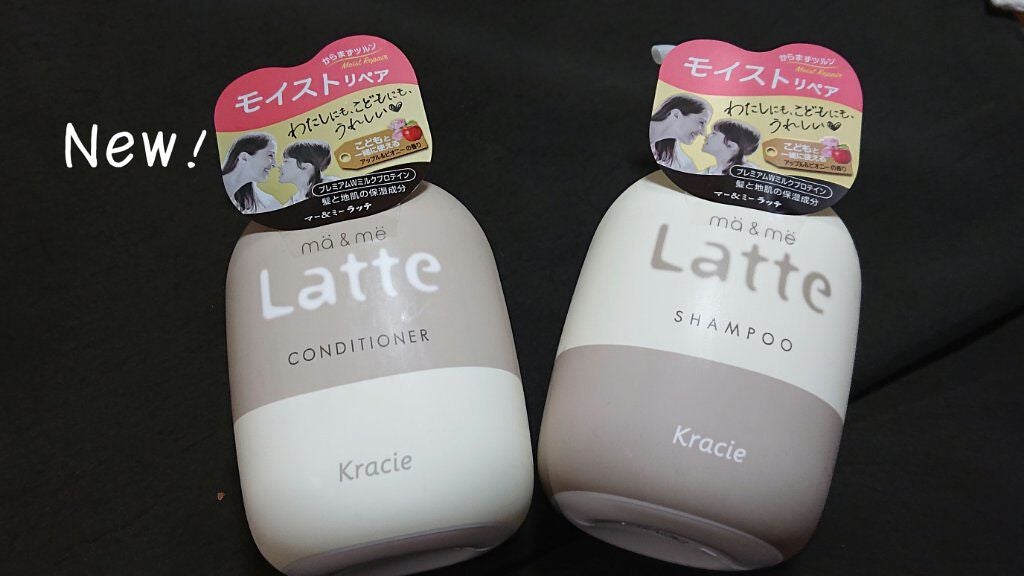 New!
からまずツルン
Moist Repair
モイストリペア
わたしにも、こどもにも、
うれしい
こどもと
一緒に使える
アップル&ピオニーの香り
プレミアムWミルクプロテイン
髪と地肌の保湿成分
マー&ミー ラッテ
mä & më
Latte
CONDITIONER
Kracie
からまずツルン
Moist Repair
モイストリペア
わたしにも、こどもにも、
うれしい
こどもと
一緒に使える
アップル&ピオニーの香り
プレミアムWミルクプロテイン
髪と地肌の保湿成分
マー&ミー ラッテ
mä & më
Latte
SHAMPOO
Kracie